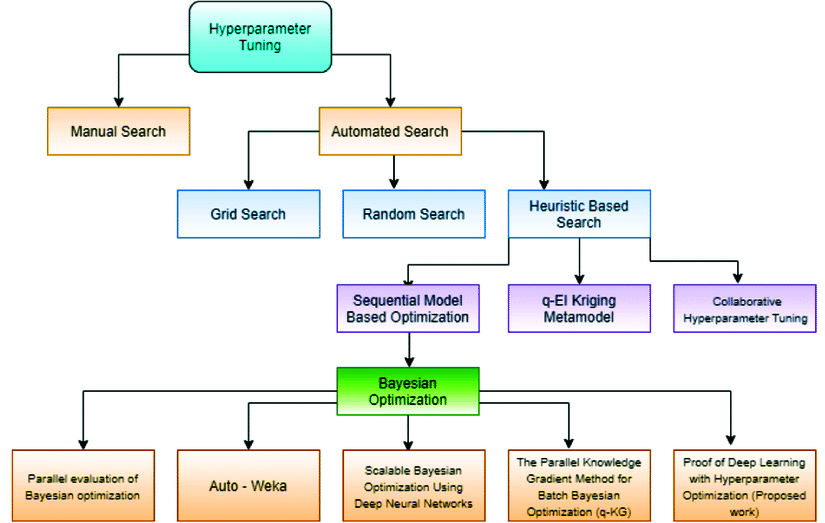 Hyperparameter
Tuning
Manual Search
Automated Search
Grid Search
Random Search
Heuristic Based
Search
Sequential Model
Based Optimization
q-EI Kriging
Metamodel
Collaborative
Hyperparameter Tuning
Bayesian
Optimization
Parallel evaluation of
Bayesian optimization
Auto - Weka
Scalable Bayesian
Optimization Using
Deep Neural Networks
The Parallel Knowledge
Gradient Method for
Batch Bayesian
Optimization (q-KG)
Proof of Deep Learning
with Hyperparameter
Optimization (Proposed
work)